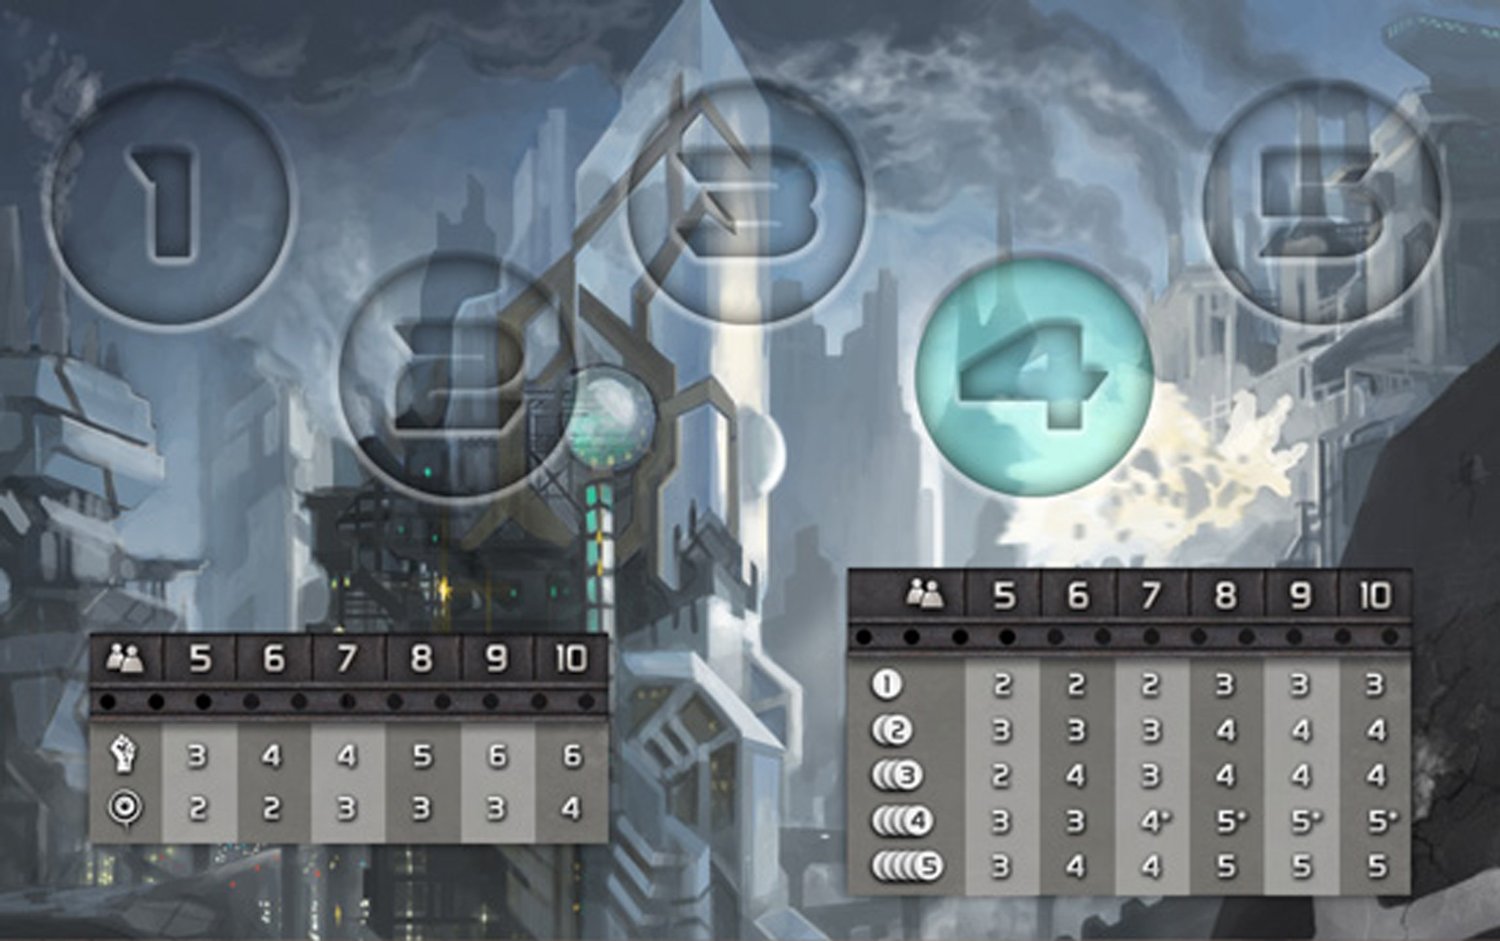 1
2
3
4
5
5 6 7 8 9 10
3 4 4 5 6 6
2 2 3 3 3 4
5 6 7 8 9 10
1 2 2 2 3 3 3
2 3 3 3 4 4 4
3 2 4 3 4 4 4
4 3 3 4* 5* 5* 5*
5 3 4 4 5 5 5